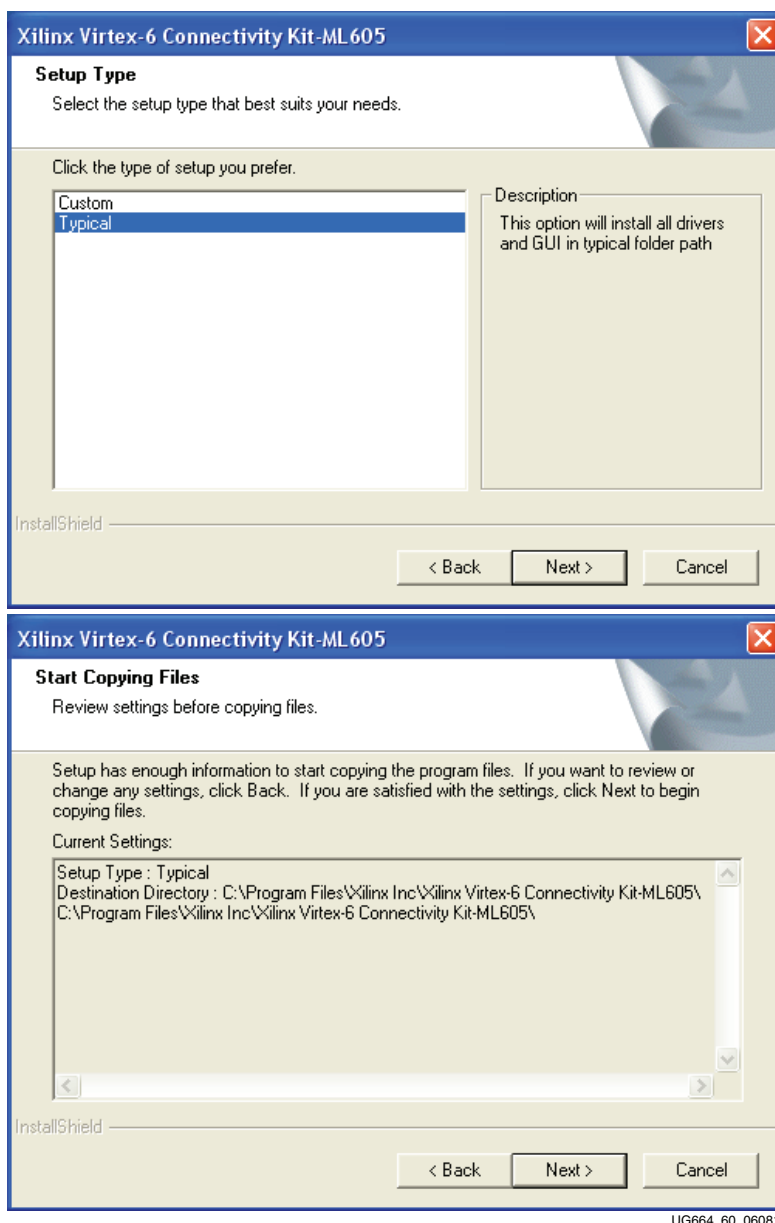 Xilinx Virtex-6 Connectivity Kit-ML605
Setup Type
Select the setup type that best suits your needs.
Click the type of setup you prefer.
Custom
Typical
Description
This option will install all drivers
and GUI in typical folder path
InstallShield
< Back
Next >
Cancel
Xilinx Virtex-6 Connectivity Kit-ML605
Start Copying Files
Review settings before copying files.
Setup has enough information to start copying the program files. If you want to review or
change any settings, click Back. If you are satisfied with the settings, click Next to begin
copying files.
Current Settings:
Setup Type : Typical
Destination Directory : C:\Program Files\Xilinx Inc\Xilinx Virtex-6 Connectivity Kit-ML605\
C:\Program Files\Xilinx Inc\Xilinx Virtex-6 Connectivity Kit-ML605\
InstallShield
< Back
Next >
Cancel